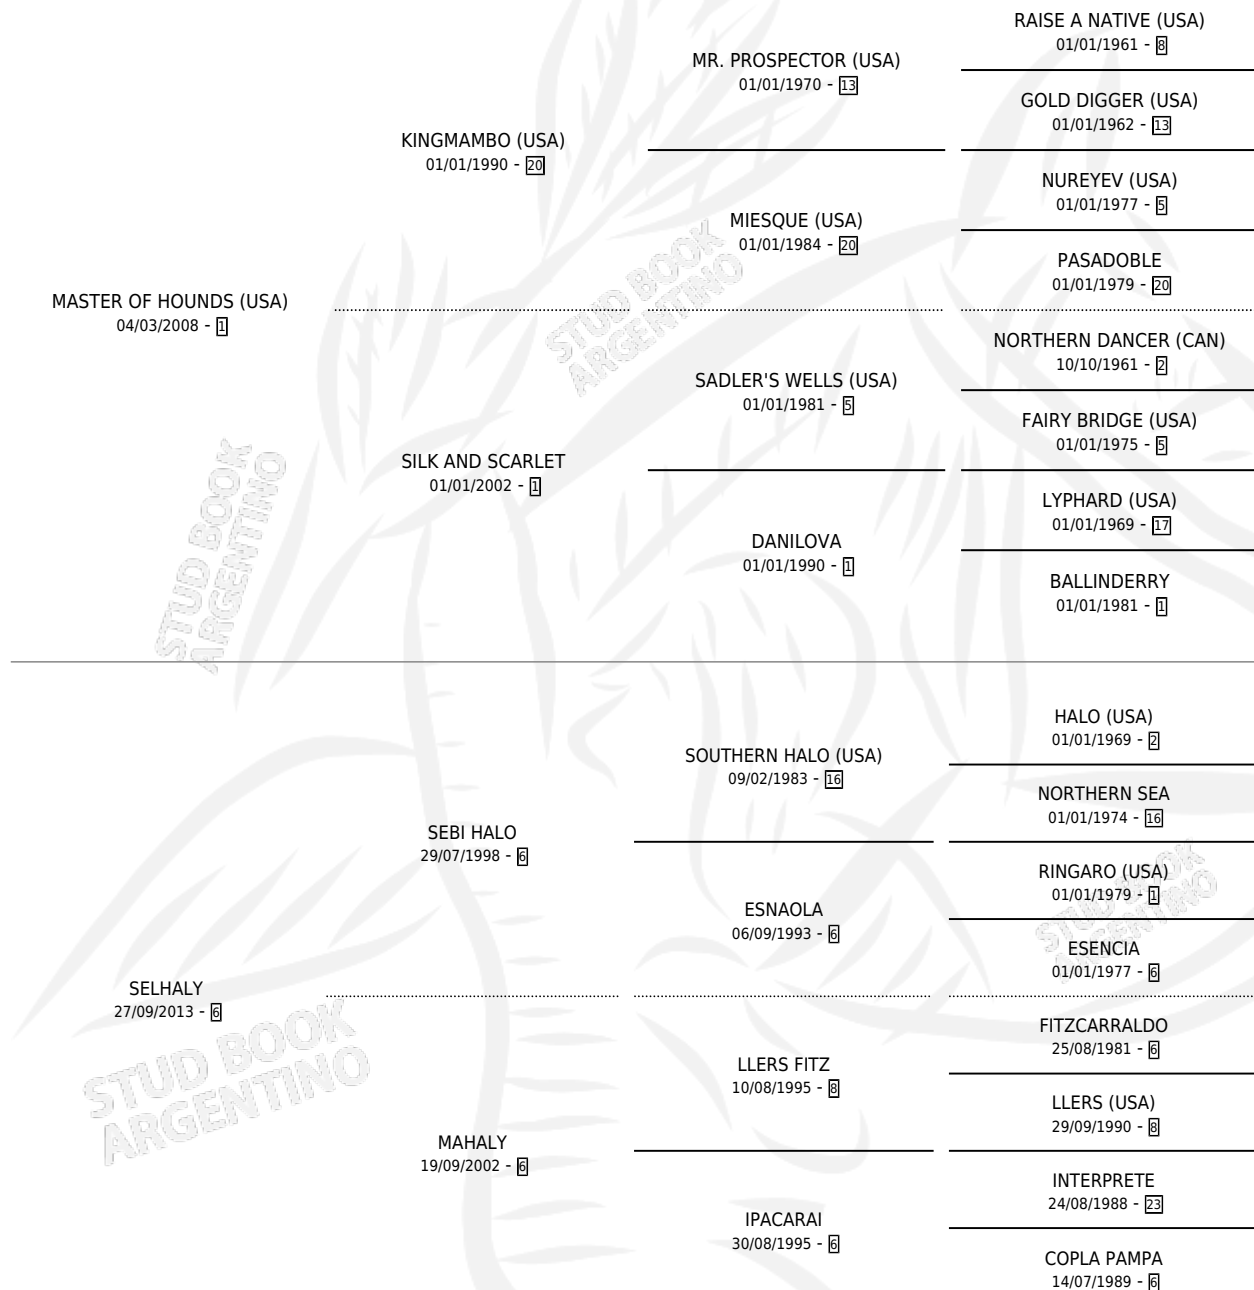 RAISE A NATIVE (USA)
01/01/1961 - 8
MR. PROSPECTOR (USA)
01/01/1970 - 13
GOLD DIGGER (USA)
01/01/1962 - 13
KINGMAMBO (USA)
01/01/1990 - 20
NUREYEV (USA)
01/01/1977 - 5
MIESQUE (USA)
01/01/1984 - 20
PASADOBLE
01/01/1979 - 20
MASTER OF HOUNDS (USA)
04/03/2008 - 1
NORTHERN DANCER (CAN)
10/10/1961 - 2
SADLER'S WELLS (USA)
01/01/1981 - 5
FAIRY BRIDGE (USA)
01/01/1975 - 5
SILK AND SCARLET
01/01/2002 - 1
LYPHARD (USA)
01/01/1969 - 17
DANILOVA
01/01/1990 - 1
BALLINDERRY
01/01/1981 - 1
STUD BOOK
ARGENTINO
STUD BOOK
ARGENTINO
HALO (USA)
01/01/1969 - 2
SOUTHERN HALO (USA)
09/02/1983 - 16
NORTHERN SEA
01/01/1974 - 16
SEBI HALO
29/07/1998 - 6
RINGARO (USA)
01/01/1979 - 1
ESNAOLA
06/09/1993 - 6
ESENCIA
01/01/1977 - 6
STUD BOOK
ARGENTINO
SELHALY
27/09/2013 - 6
STUD BOOK
ARGENTINO
FITZCARRALDO
25/08/1981 - 6
LLERS FITZ
10/08/1995 - 8
LLERS (USA)
29/09/1990 - 8
MAHALY
19/09/2002 - 6
INTERPRETE
24/08/1988 - 23
IPACARAI
30/08/1995 - 6
COPLA PAMPA
14/07/1989 - 6